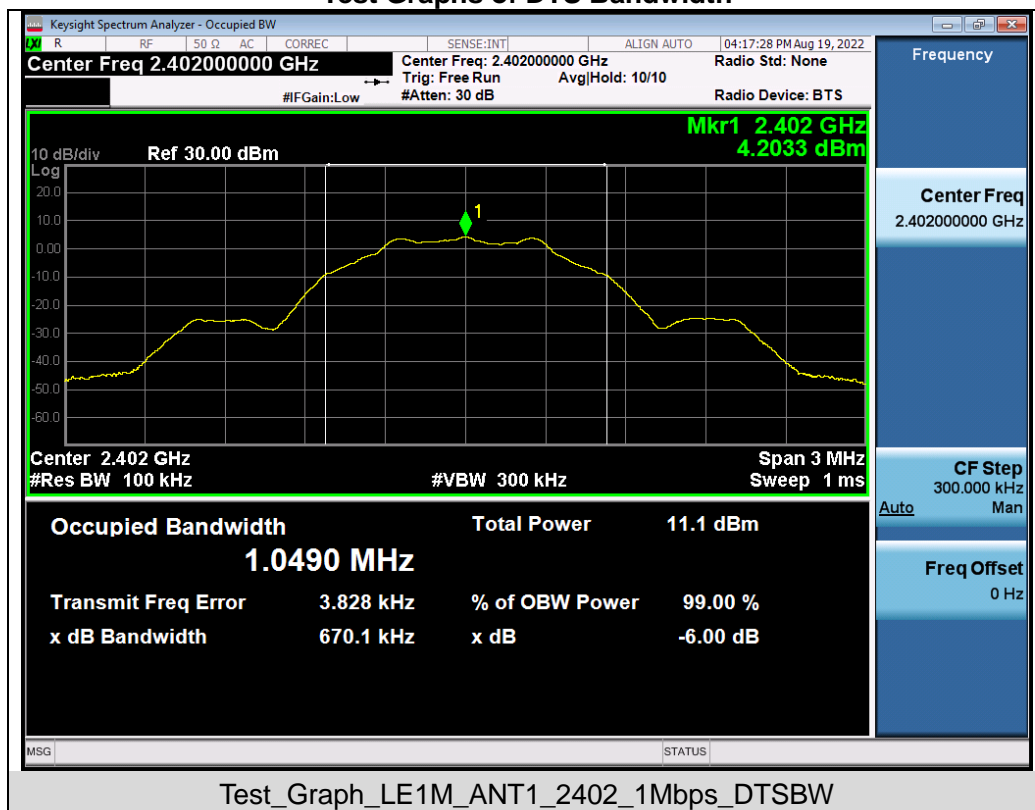 Test Graphs of DTS Bandwidth
Keysight Spectrum Analyzer - Occupied BW
LXI R RF 50 Ω AC CORREC SENSE:INT ALIGN AUTO 04:17:28 PM Aug 19, 2022
Center Freq 2.402000000 GHz
Center Freq: 2.402000000 GHz Radio Std: None
Trig: Free Run Avg|Hold: 10/10
#IFGain:Low #Atten: 30 dB Radio Device: BTS
Mkr1 2.402 GHz
4.2033 dBm
10 dB/div Ref 30.00 dBm
Log
20.0
10.0
0.00
-10.0
-20.0
-30.0
-40.0
-50.0
-60.0
1
Center 2.402 GHz Span 3 MHz
#Res BW 100 kHz #VBW 300 kHz Sweep 1 ms
Occupied Bandwidth Total Power 11.1 dBm
1.0490 MHz
Transmit Freq Error 3.828 kHz % of OBW Power 99.00 %
x dB Bandwidth 670.1 kHz x dB -6.00 dB
MSG STATUS
Frequency
Center Freq
2.402000000 GHz
CF Step
300.000 kHz
Auto Man
Freq Offset
0 Hz
Test_Graph_LE1M_ANT1_2402_1Mbps_DTSBW